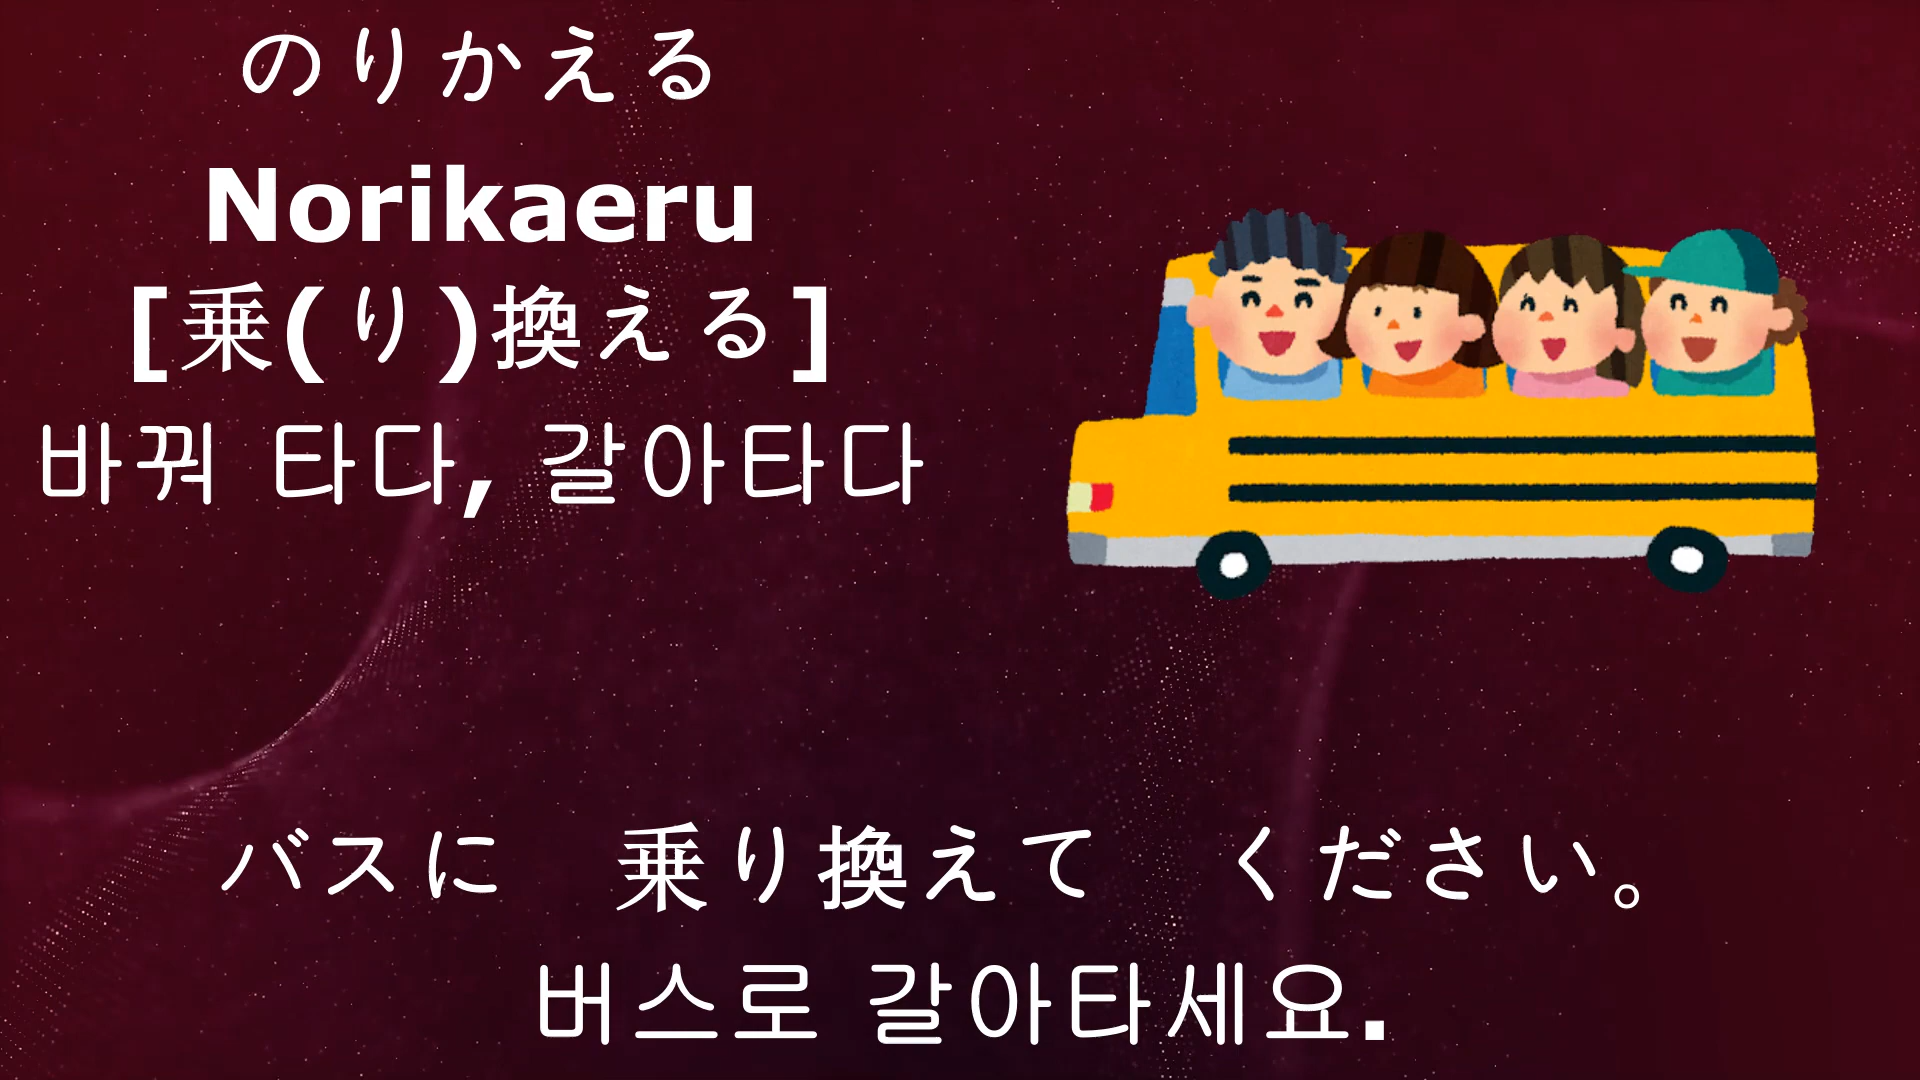 のりかえる
Norikaeru
[乗(り)換える]
바꿔 타다, 갈아타다
バスに　乗り換えて　ください。
버스로 갈아타세요.